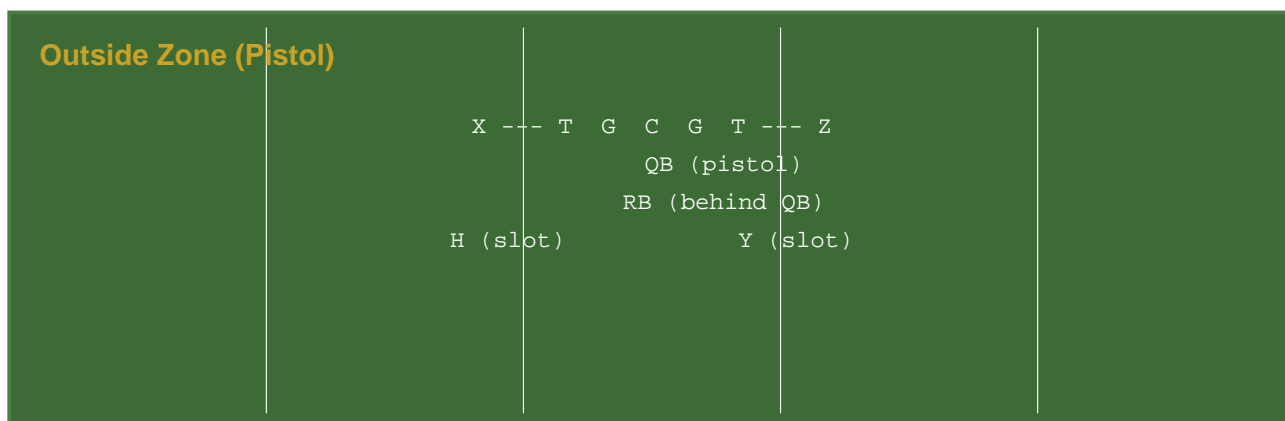 Outside Zone (Pistol)
X --- T G C G T --- Z
QB (pistol)
RB (behind QB)
H (slot) Y (slot)